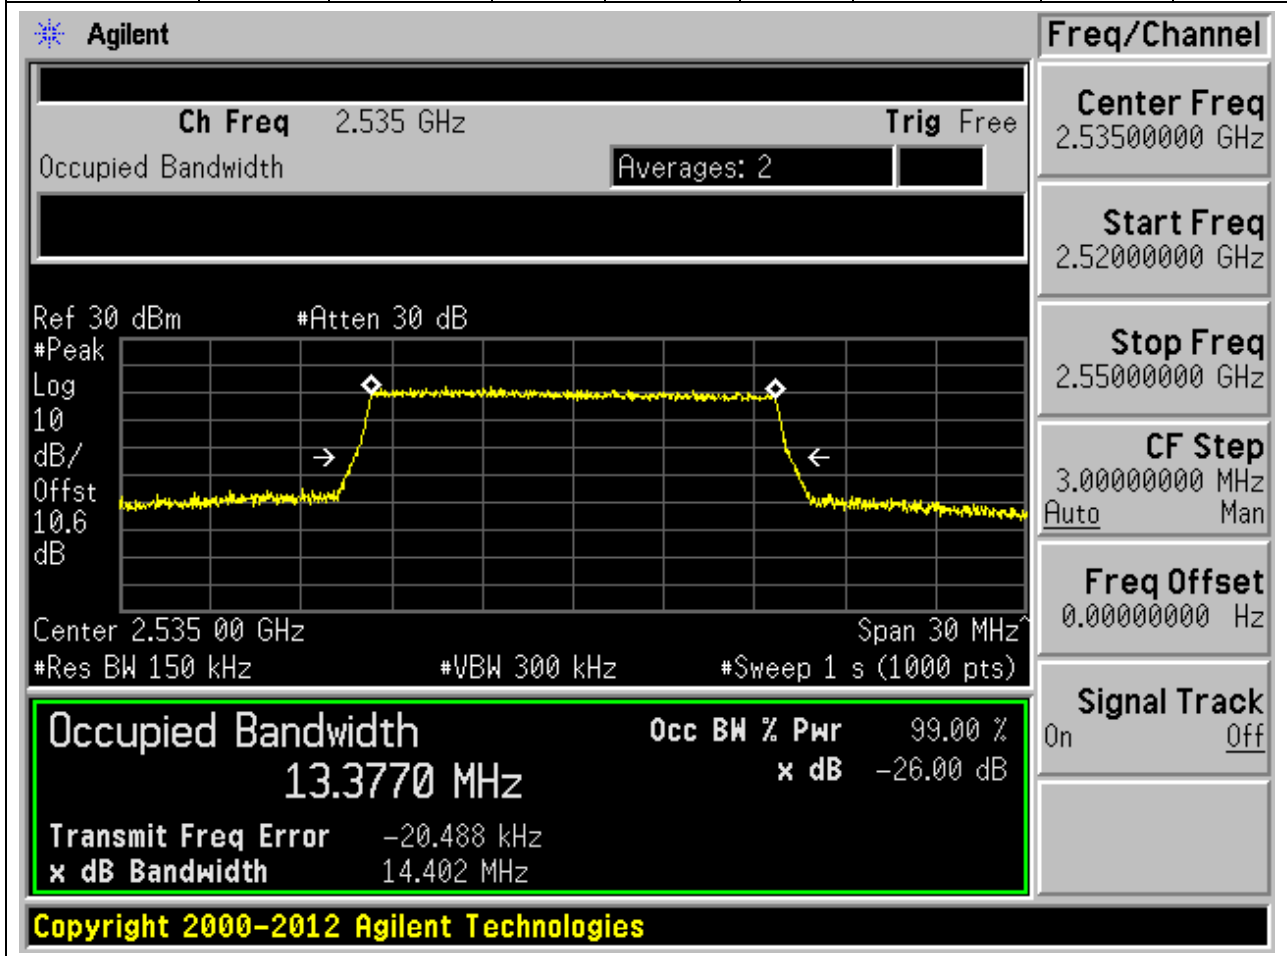 Agilent
Freq/Channel
Ch Freq 2.535 GHz Trig Free
Occupied Bandwidth Averages: 2
Center Freq
2.53500000 GHz
Start Freq
2.52000000 GHz
Stop Freq
2.55000000 GHz
CF Step
3.00000000 MHz
Auto Man
Freq Offset
0.00000000 Hz
Signal Track
On Off
Ref 30 dBm #Atten 30 dB
#Peak
Log
10
dB/
Offst
10.6
dB
Center 2.535 00 GHz Span 30 MHz^
#Res BW 150 kHz #VBW 300 kHz #Sweep 1 s (1000 pts)
Occupied Bandwidth Occ BW % Pwr 99.00 %
13.3770 MHz x dB -26.00 dB
Transmit Freq Error -20.488 kHz
x dB Bandwidth 14.402 MHz
Copyright 2000-2012 Agilent Technologies